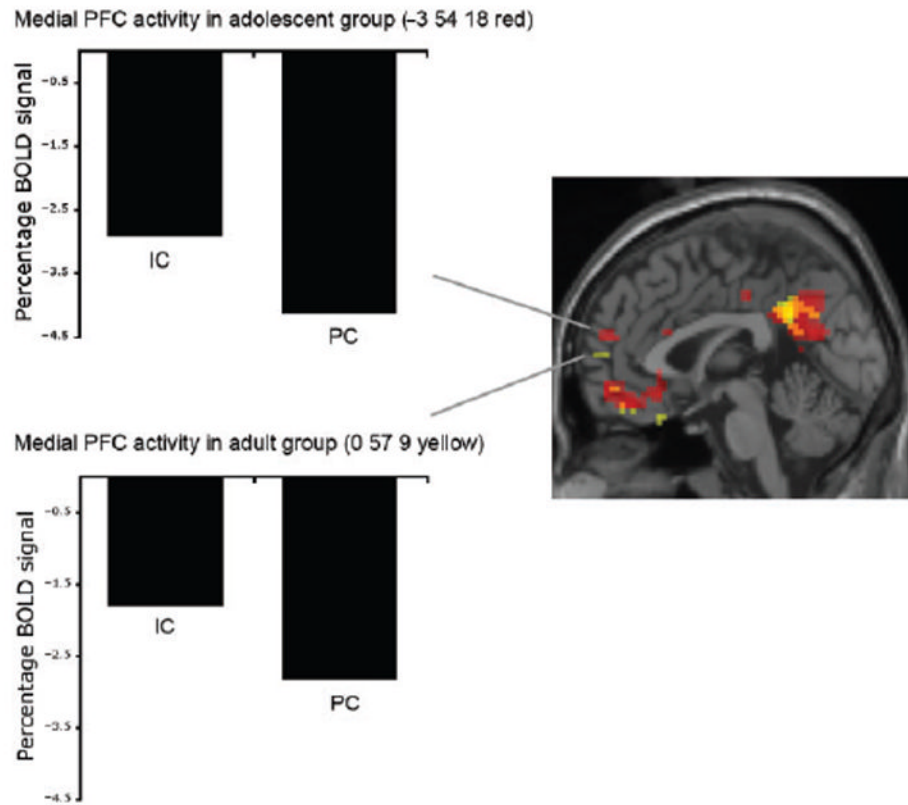 Medial PFC activity in adolescent group (–3 54 18 red)
Percentage BOLD signal
−0.5
−1.5
−2.5
−3.5
−4.5
IC
PC
Medial PFC activity in adult group (0 57 9 yellow)
Percentage BOLD signal
−0.5
−1.5
−2.5
−3.5
−4.5
IC
PC